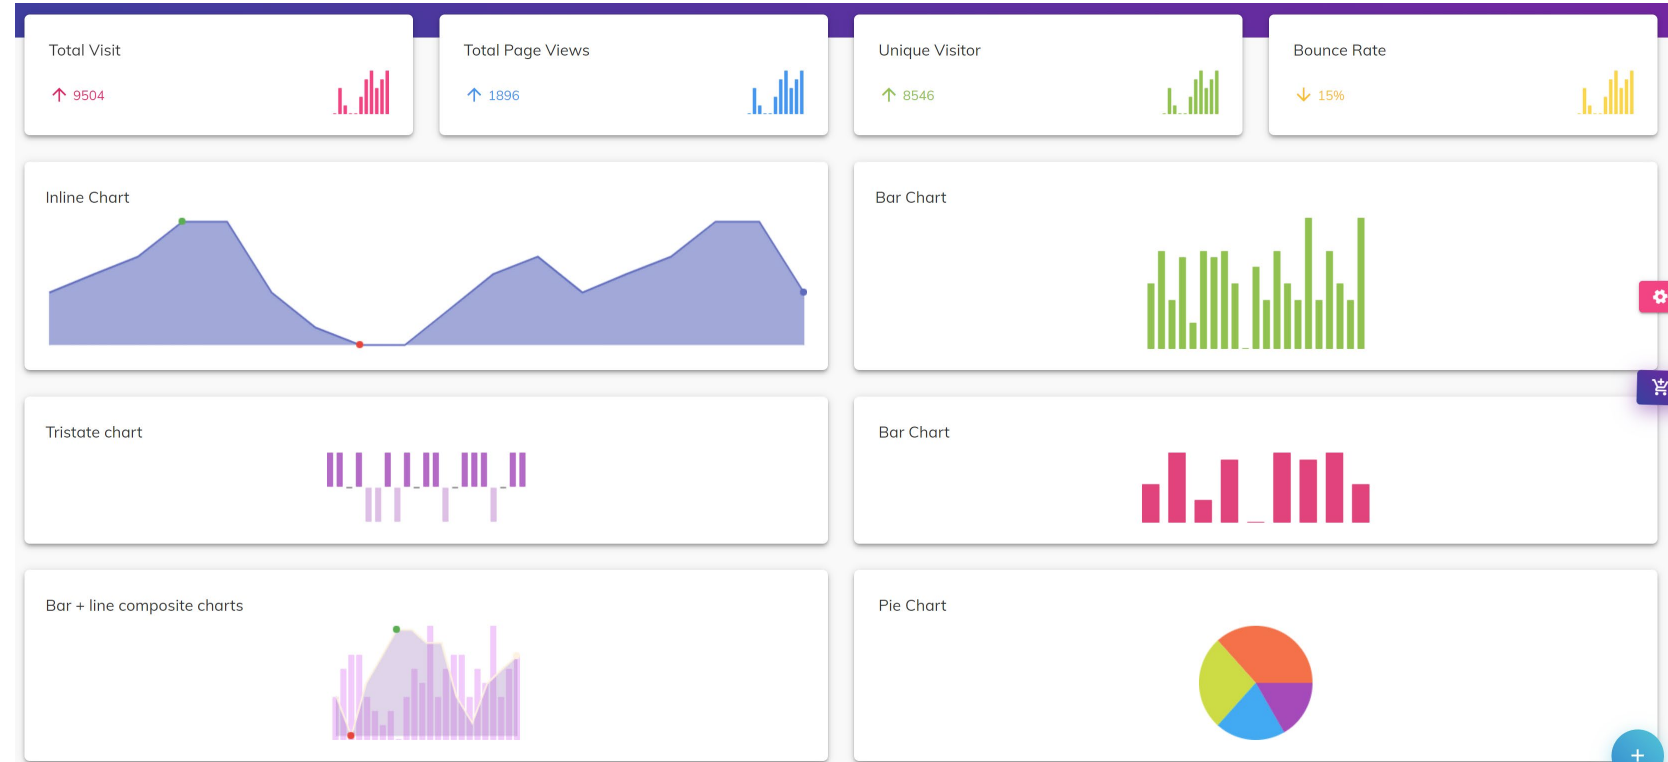 Total Visit
9504
Total Page Views
1896
Unique Visitor
8546
Bounce Rate
15%
Inline Chart
Bar Chart
Tristate chart
Bar Chart
Bar + line composite charts
Pie Chart